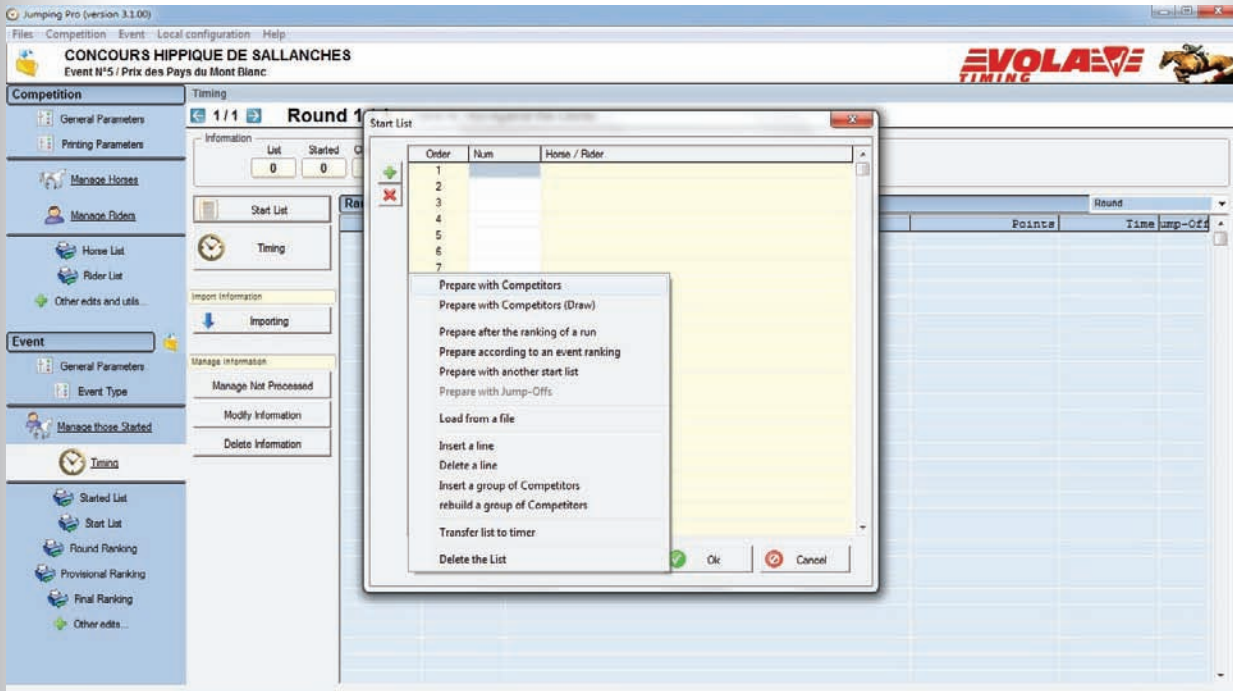 Jumping Pro (version 3.1.00)
Files Competition Event Local configuration Help
CONCOURS HIPPIQUE DE SALLANCHES
Event N°5 / Prix des Pays du Mont Blanc
VOLA
TIMING
Competition
General Parameters
Printing Parameters
Manage Horses
Manage Riders
Horse List
Rider List
Other edits and utils...
Event
General Parameters
Event Type
Manage those Started
Timing
Started List
Start List
Round Ranking
Provisional Ranking
Final Ranking
Other edits...
Timing
1/1 Round 1
Information
List Started
0 0
Start List
Timing
Import Information
Importing
Manage Information
Manage Not Processed
Modify Information
Delete Information
Round
Points Time ump-Off
Start List
Order Num Horse / Rider
1
2
3
4
5
6
7
Prepare with Competitors
Prepare with Competitors (Draw)
Prepare after the ranking of a run
Prepare according to an event ranking
Prepare with another start list
Prepare with Jump-Offs
Load from a file
Insert a line
Delete a line
Insert a group of Competitors
rebuild a group of Competitors
Transfer list to timer
Delete the List
Ok Cancel